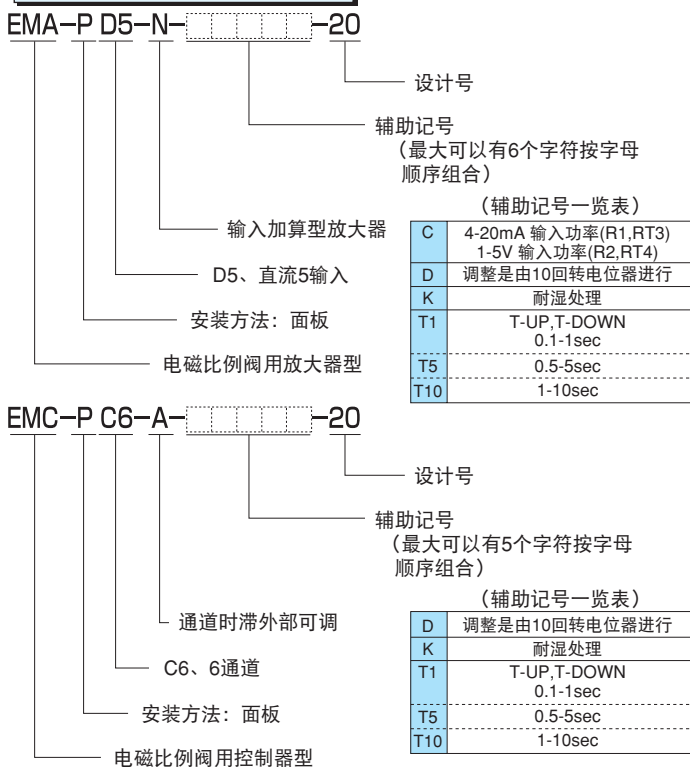 EMA-P D5-N- -20
设计号
辅助记号
(最大可以有6个字符按字母
顺序组合)
(辅助记号一览表)
输入加算型放大器
D5、直流5输入
安装方法：面板
电磁比例阀用放大器型
C 4-20mA 输入功率(R1,RT3)
1-5V 输入功率(R2,RT4)
D 调整是由10回转电位器进行
K 耐湿处理
T1 T-UP,T-DOWN
0.1-1sec
T5 0.5-5sec
T10 1-10sec
EMC-P C6-A- -20
设计号
辅助记号
(最大可以有5个字符按字母
顺序组合)
(辅助记号一览表)
通道时滞外部可调
C6、6通道
安装方法：面板
电磁比例阀用控制器型
D 调整是由10回转电位器进行
K 耐湿处理
T1 T-UP,T-DOWN
0.1-1sec
T5 0.5-5sec
T10 1-10sec